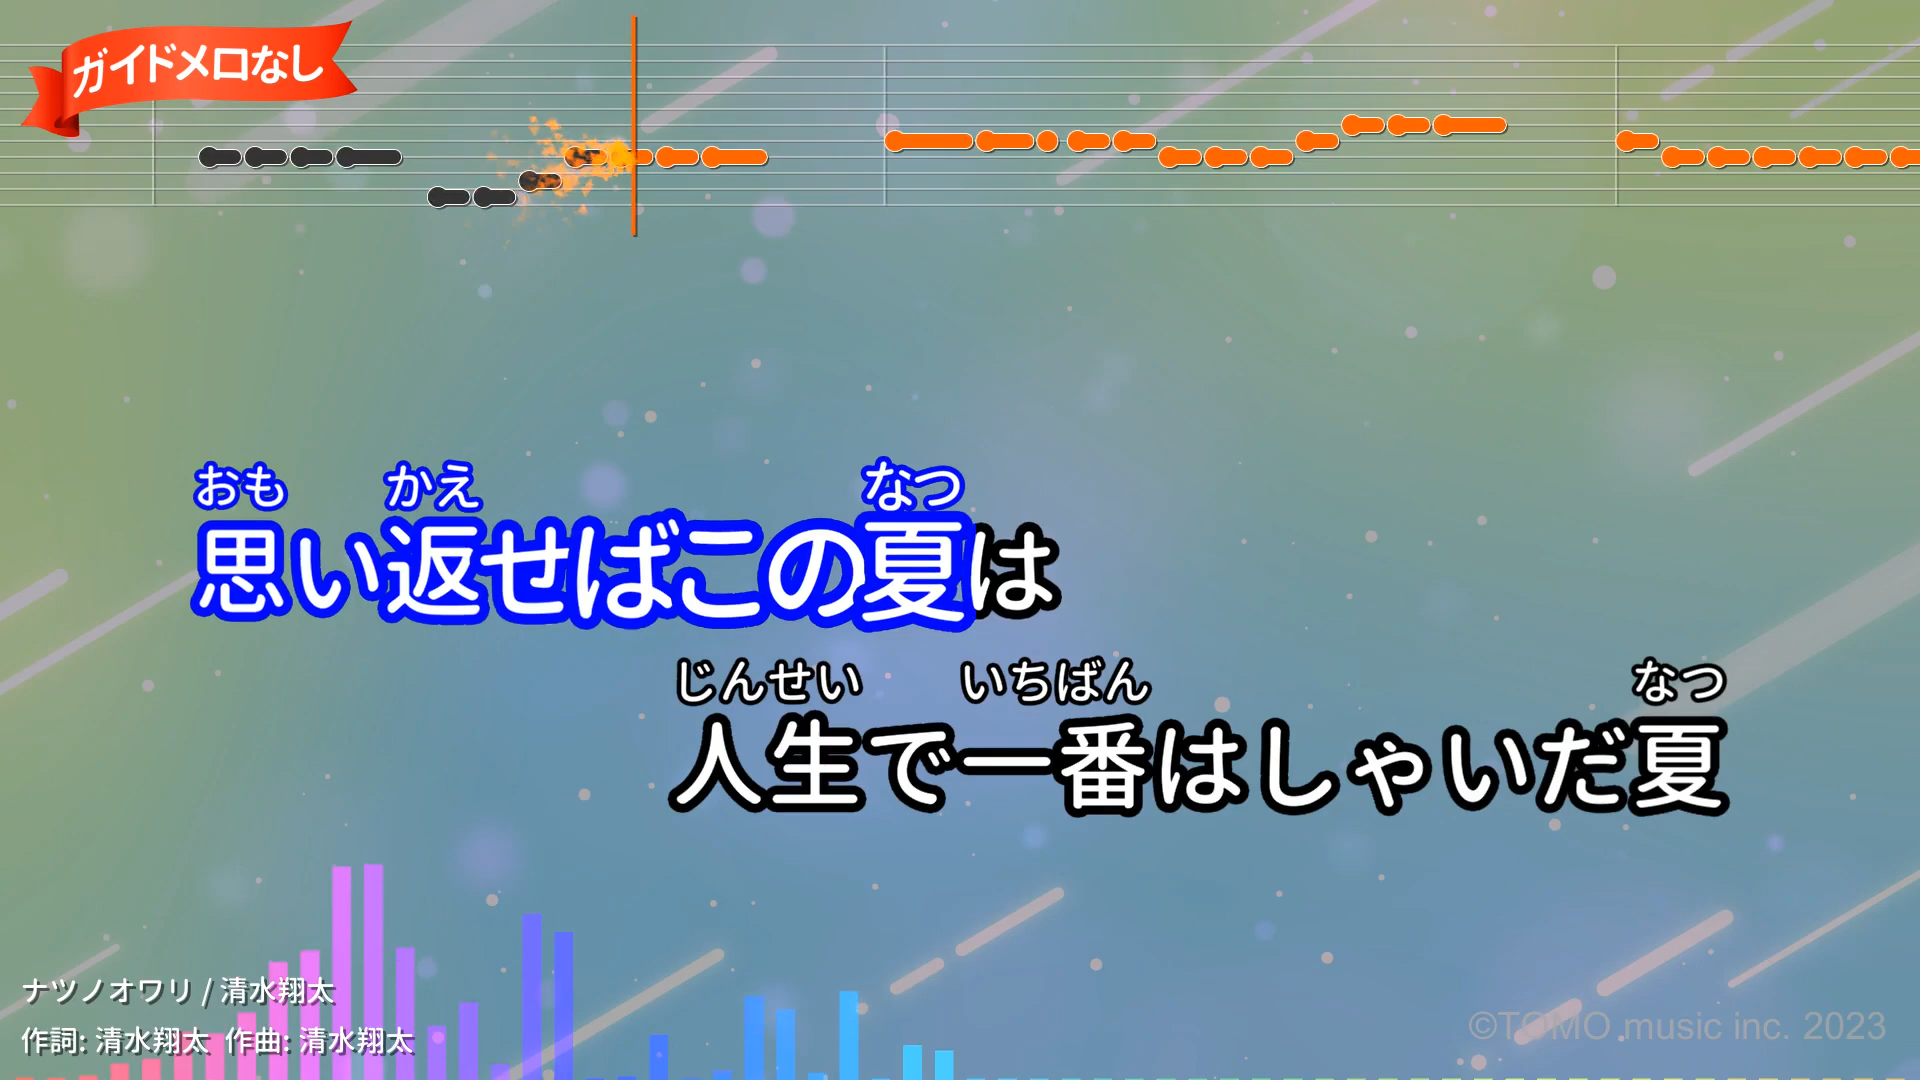 ガイドメロなし
おも かえ なつ
思い返せばこの夏は
じんせい いちばん なつ
人生で一番はしゃいだ夏
ナツノオワリ / 清水翔太
作詞: 清水翔太 作曲: 清水翔太
©TOMO music inc. 2023